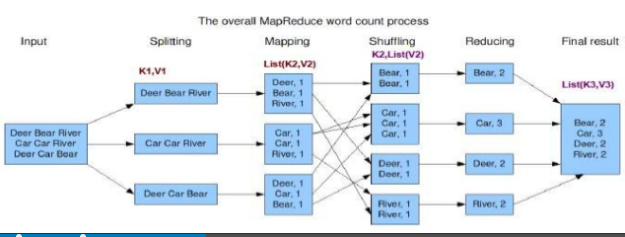 The overall MapReduce word count process
Input
Splitting
Mapping
Shuffling
Reducing
Final result
K1,V1
List(K2,V2)
K2,List(V2)
List(K3,V3)
Deer Bear River
Car Car River
Deer Car Bear
Deer Bear River
Car Car River
Deer Car Bear
Deer, 1
Bear, 1
River, 1
Car, 1
Car, 1
River, 1
Deer, 1
Car, 1
Bear, 1
Bear, 1
Bear, 1
Car, 1
Car, 1
Car, 1
Deer, 1
Deer, 1
River, 1
River, 1
Bear, 2
Car, 3
Deer, 2
River, 2
Bear, 2
Car, 3
Deer, 2
River, 2